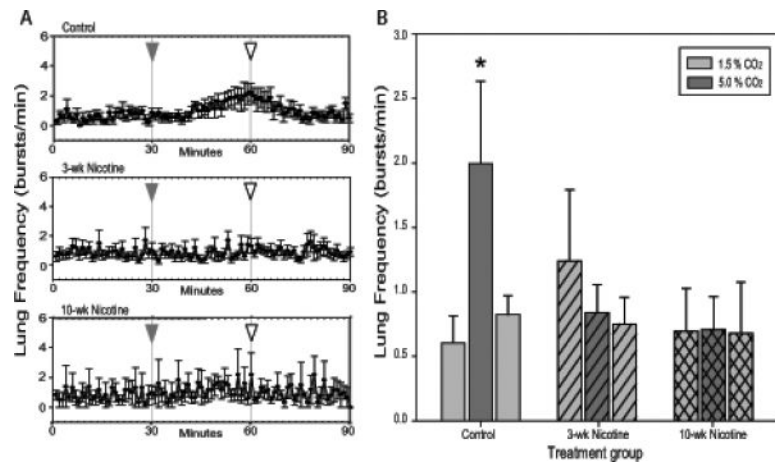 A
Control
6
4
2
0
0 30 60 90
Minutes
3-wk Nicotine
6
4
2
0
0 30 60 90
Minutes
10-wk Nicotine
6
4
2
0
0 30 60 90
Minutes
Lung Frequency (bursts/min)
B
3.0
2.5
2.0
1.5
1.0
0.5
0.0
Lung Frequency (bursts/min)
*
1.5 % CO₂
5.0 % CO₂
Control 3-wk Nicotine 10-wk Nicotine
Treatment group